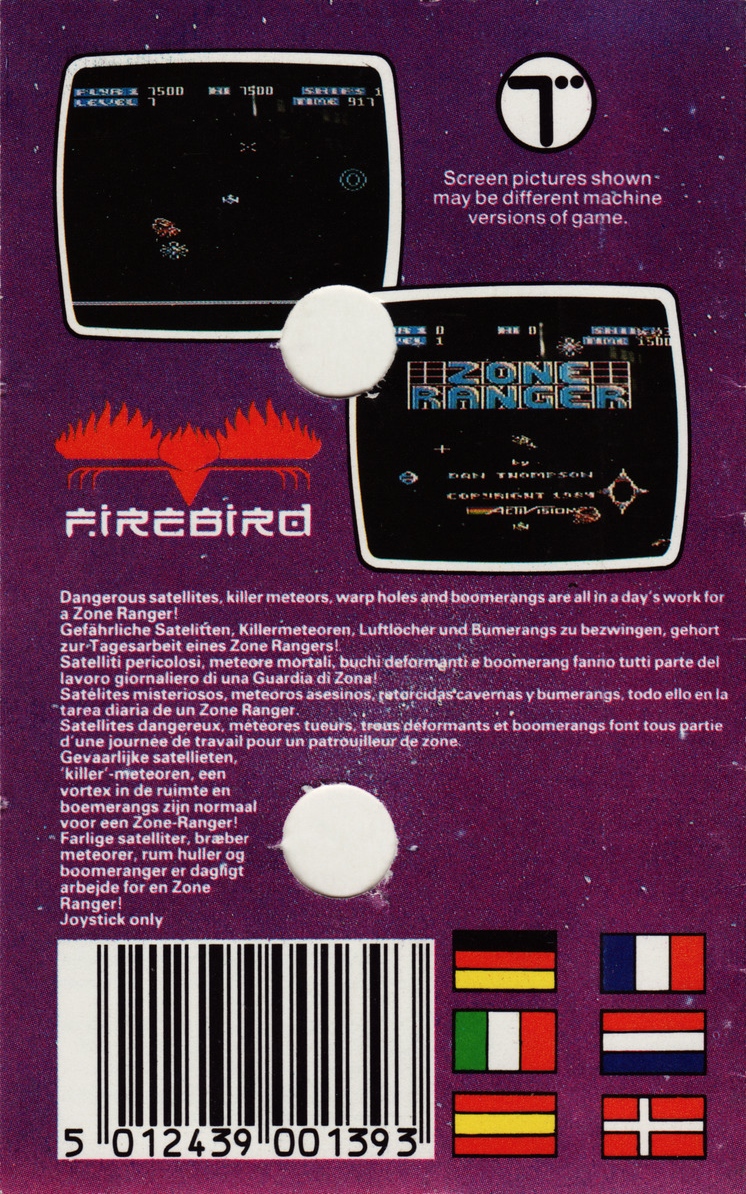 PLYR 1 7500 HI 7500 SHIPS 1
LEVEL 7 TIME 917
Screen pictures shown
may be different machine
versions of game.
0 HI 0
1 TIME 1500
ZONE
RANGER
by
DAN THOMPSON
COPYRIGHT 1984
ACTIVISION
FIREBIRD
Dangerous satellites, killer meteors, warp holes and boomerangs are all in a day's work for
a Zone Ranger!
Gefährliche Satelitten, Killermeteoren, Luftlöcher und Bumerangs zu bezwingen, gehört
zur Tagesarbeit eines Zone Rangers!
Satelliti pericolosi, meteore mortali, buchi deformanti e boomerang fanno tutti parte del
lavoro giornaliero di una Guardia di Zona!
Satélites misteriosos, meteoros asesinos, retorcidas cavernas y bumerangs, todo ello en la
tarea diaria de un Zone Ranger.
Satellites dangereux, météores tueurs, trous déformants et boomerangs font tous partie
d'une journée de travail pour un patrouilleur de zone.
Gevaarlijke satellieten,
'killer'-meteoren, een
vortex in de ruimte en
boemerangs zijn normaal
voor een Zone-Ranger!
Farlige satelliter, bræber
meteorer, rum huller og
boomeranger er dagligt
arbejde for en Zone
Ranger!
Joystick only
5 012439 001393